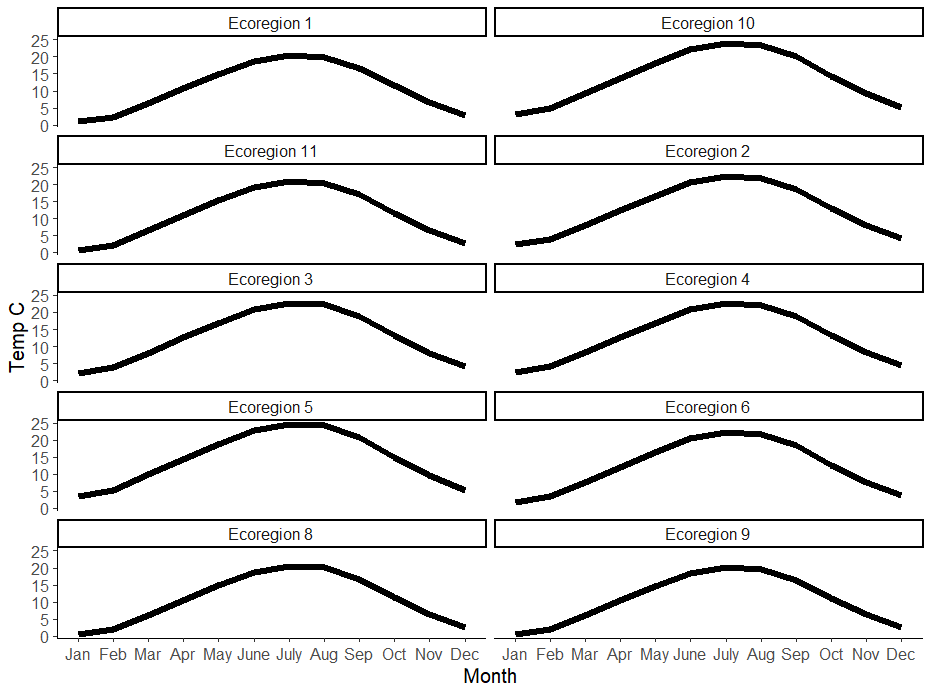 Ecoregion 1
Ecoregion 10
25
20
15
10
5
0
Ecoregion 11
Ecoregion 2
25
20
15
10
5
0
Ecoregion 3
Ecoregion 4
25
20
15
10
5
0
Temp C
Ecoregion 5
Ecoregion 6
25
20
15
10
5
0
Ecoregion 8
Ecoregion 9
25
20
15
10
5
0
Jan Feb Mar Apr May June July Aug Sep Oct Nov Dec
Jan Feb Mar Apr May June July Aug Sep Oct Nov Dec
Month